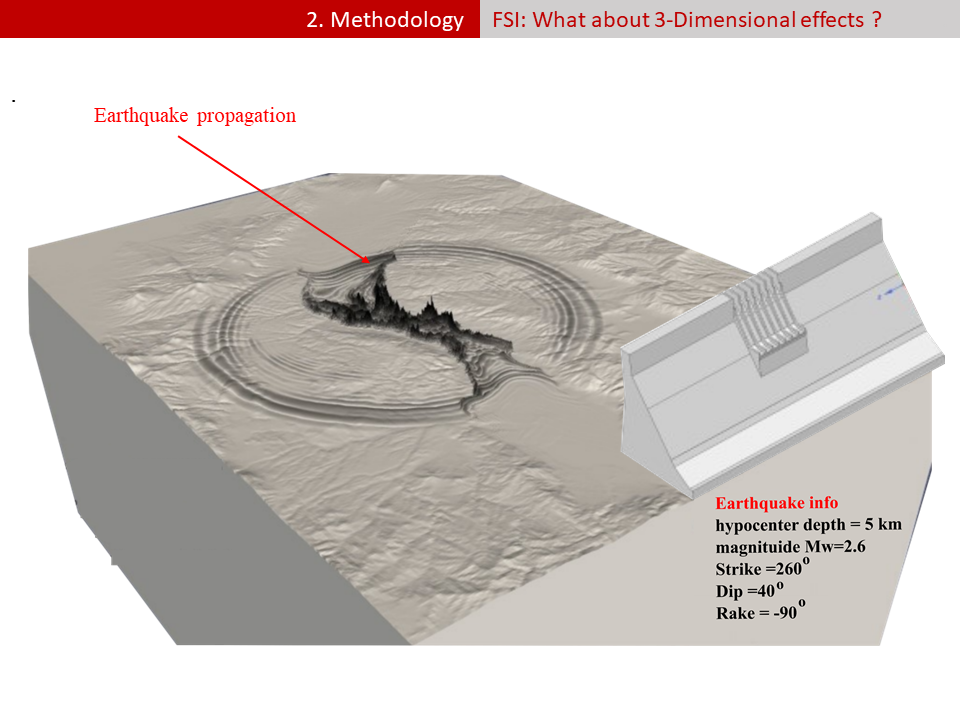 2. Methodology
FSI: What about 3-Dimensional effects ?
.
Earthquake propagation
Earthquake info
hypocenter depth = 5 km
magnituide Mw=2.6
Strike =260°
Dip =40°
Rake = -90°